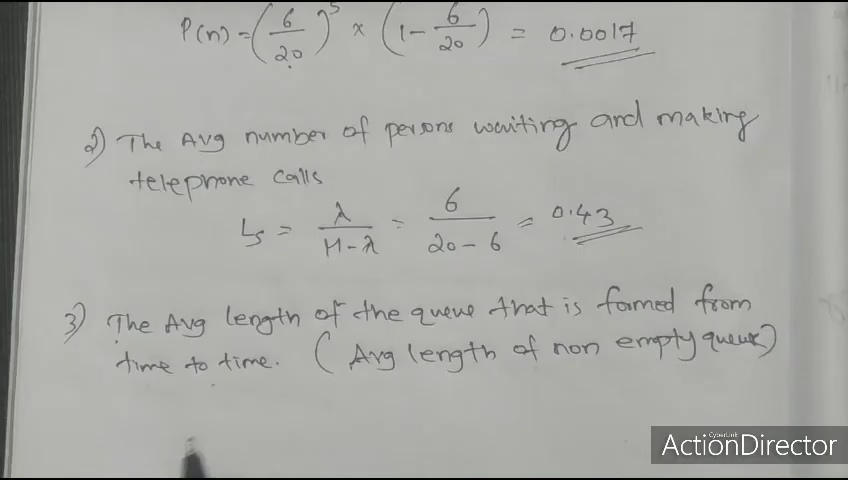 P(n) = (6/20)^5 × (1 - 6/20) = 0.0017
2) The Avg number of persons waiting and making
telephone calls
Ls = λ/(M-λ) = 6/(20-6) = 0.43
3) The Avg length of the queue that is formed from
time to time. ( Avg length of non empty queue)
CyberLink
ActionDirector